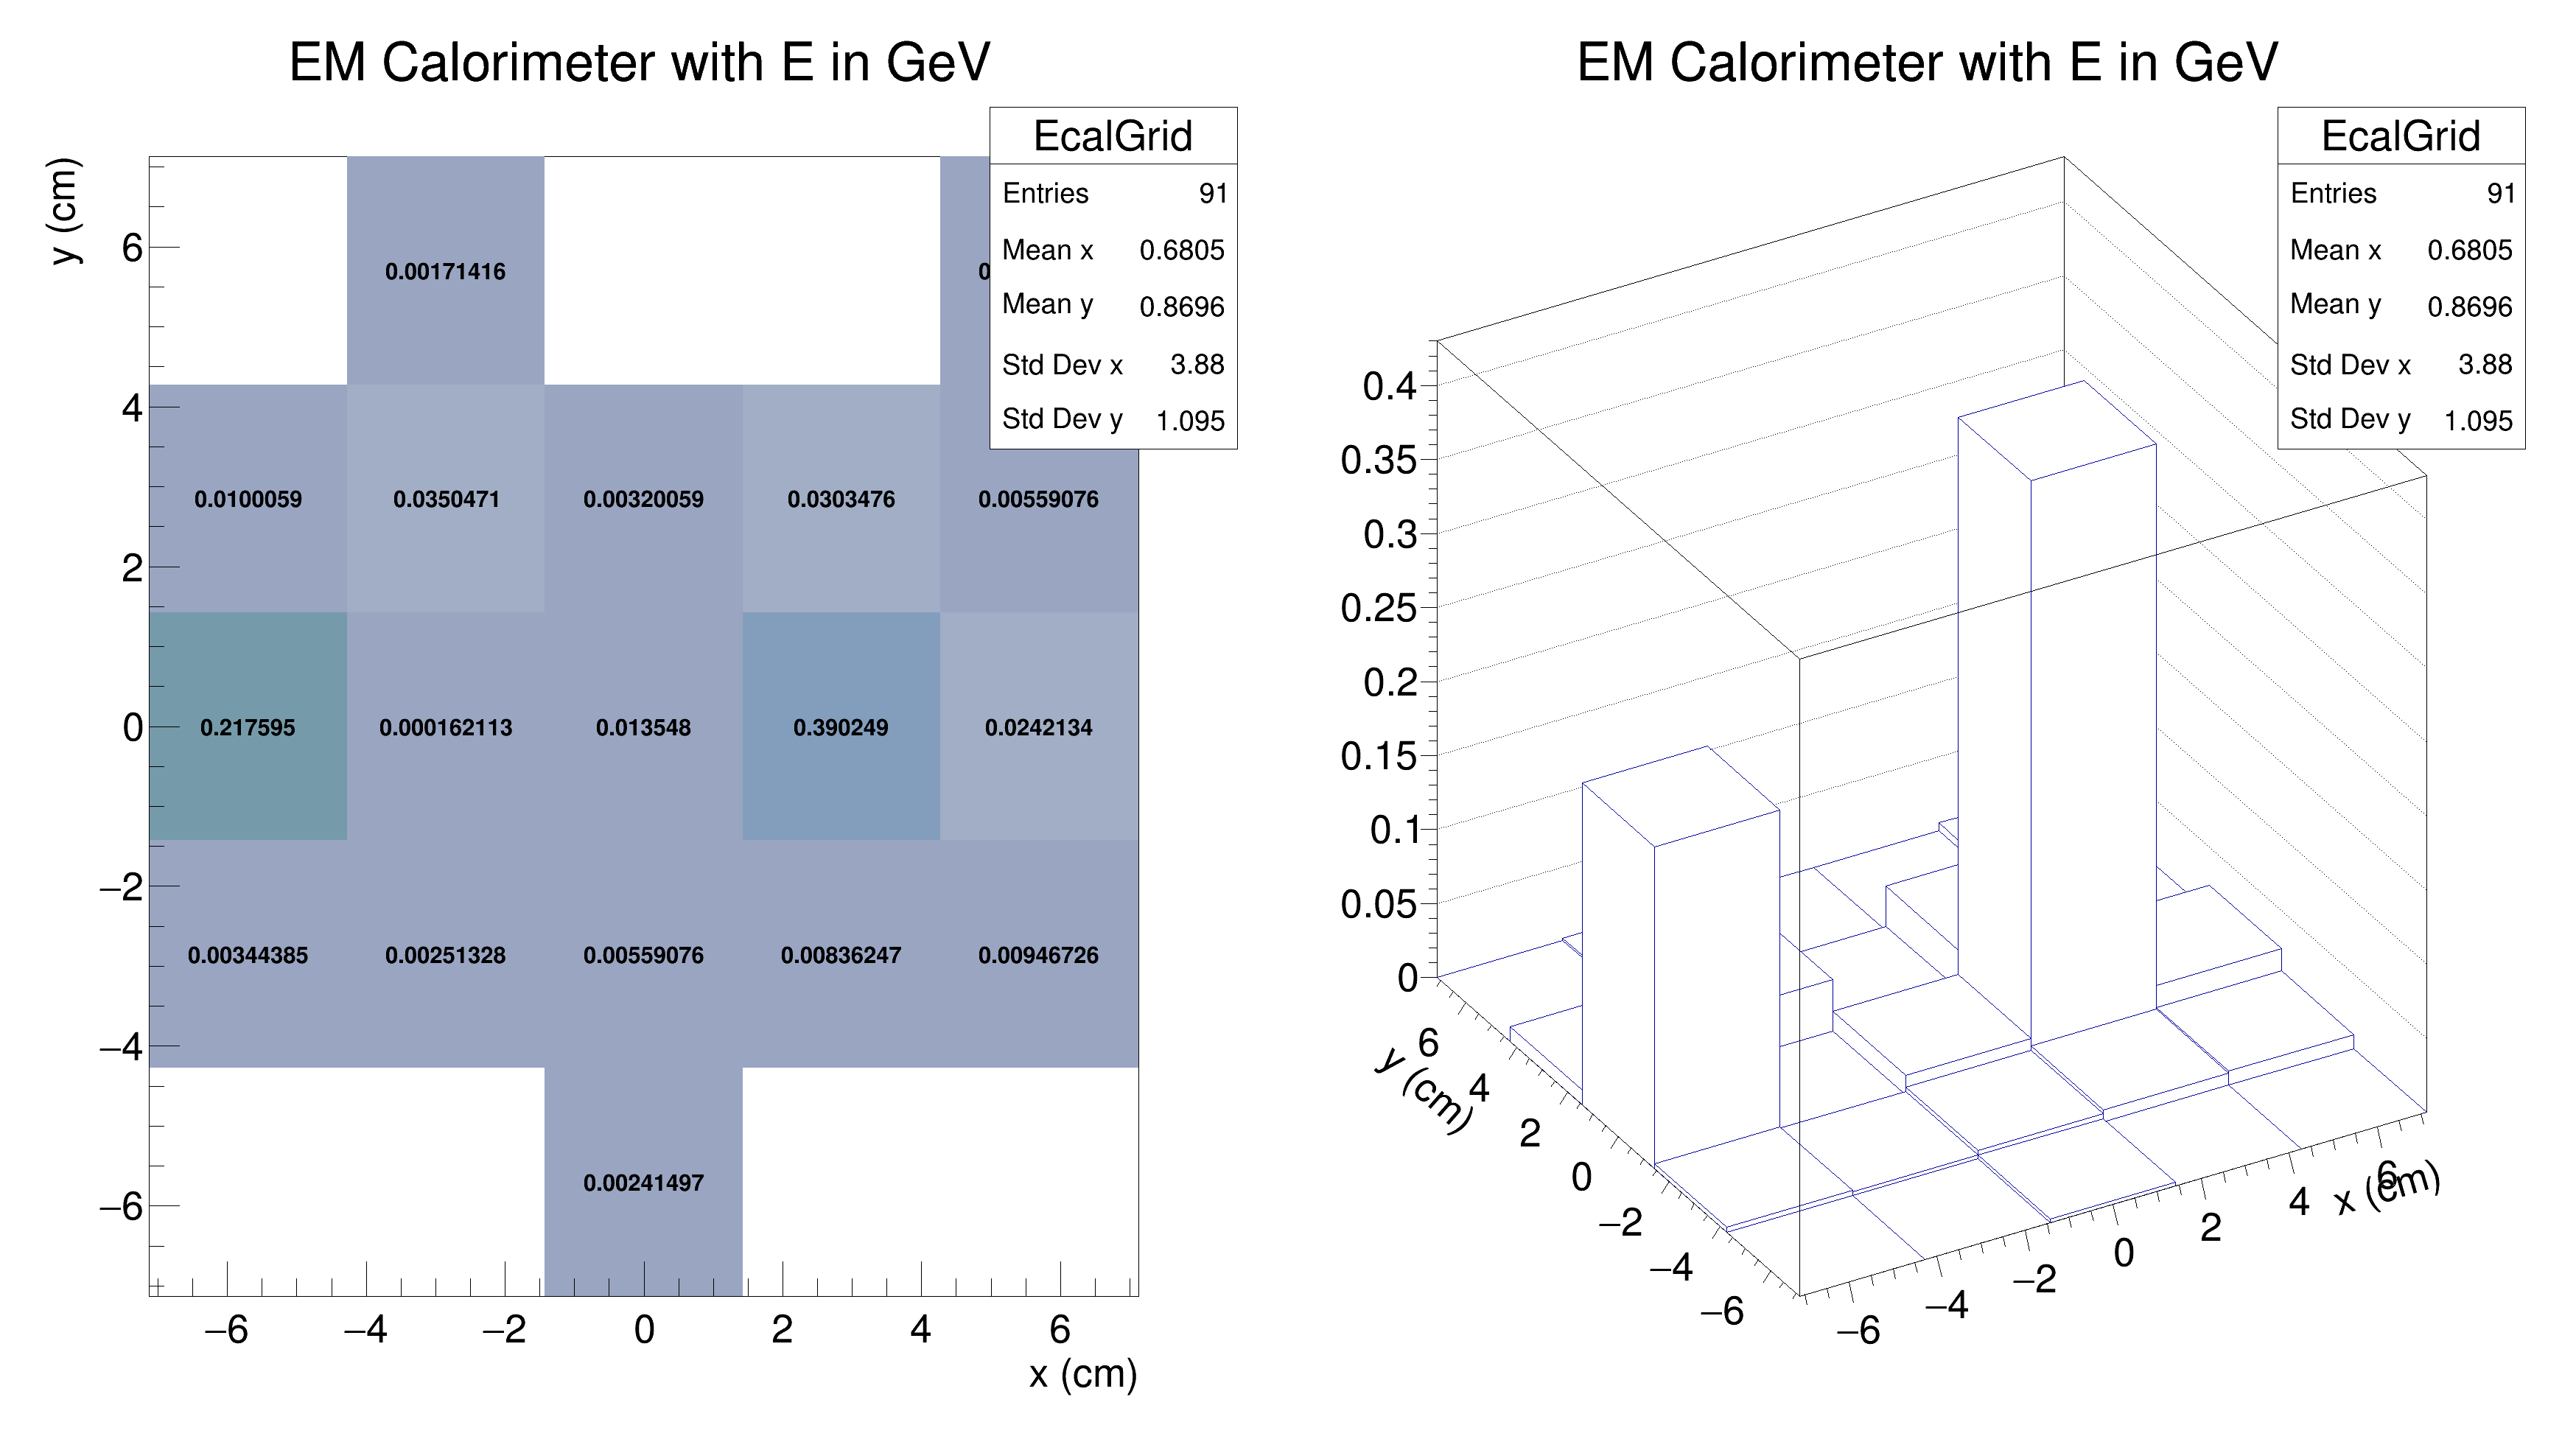 EM Calorimeter with E in GeV
EcalGrid
Entries 91
Mean x 0.6805
Mean y 0.8696
Std Dev x 3.88
Std Dev y 1.095
y (cm)
6
4
2
0
−2
−4
−6
0.00171416
0.0100059 0.0350471 0.00320059 0.0303476 0.00559076
0.217595 0.000162113 0.013548 0.390249 0.0242134
0.00344385 0.00251328 0.00559076 0.00836247 0.00946726
0.00241497
−6 −4 −2 0 2 4 6
x (cm)
EM Calorimeter with E in GeV
EcalGrid
Entries 91
Mean x 0.6805
Mean y 0.8696
Std Dev x 3.88
Std Dev y 1.095
0.4
0.35
0.3
0.25
0.2
0.15
0.1
0.05
0
y (cm)
6
4
2
0
−2
−4
−6
−6 −4 −2 0 2 4 6
x (cm)